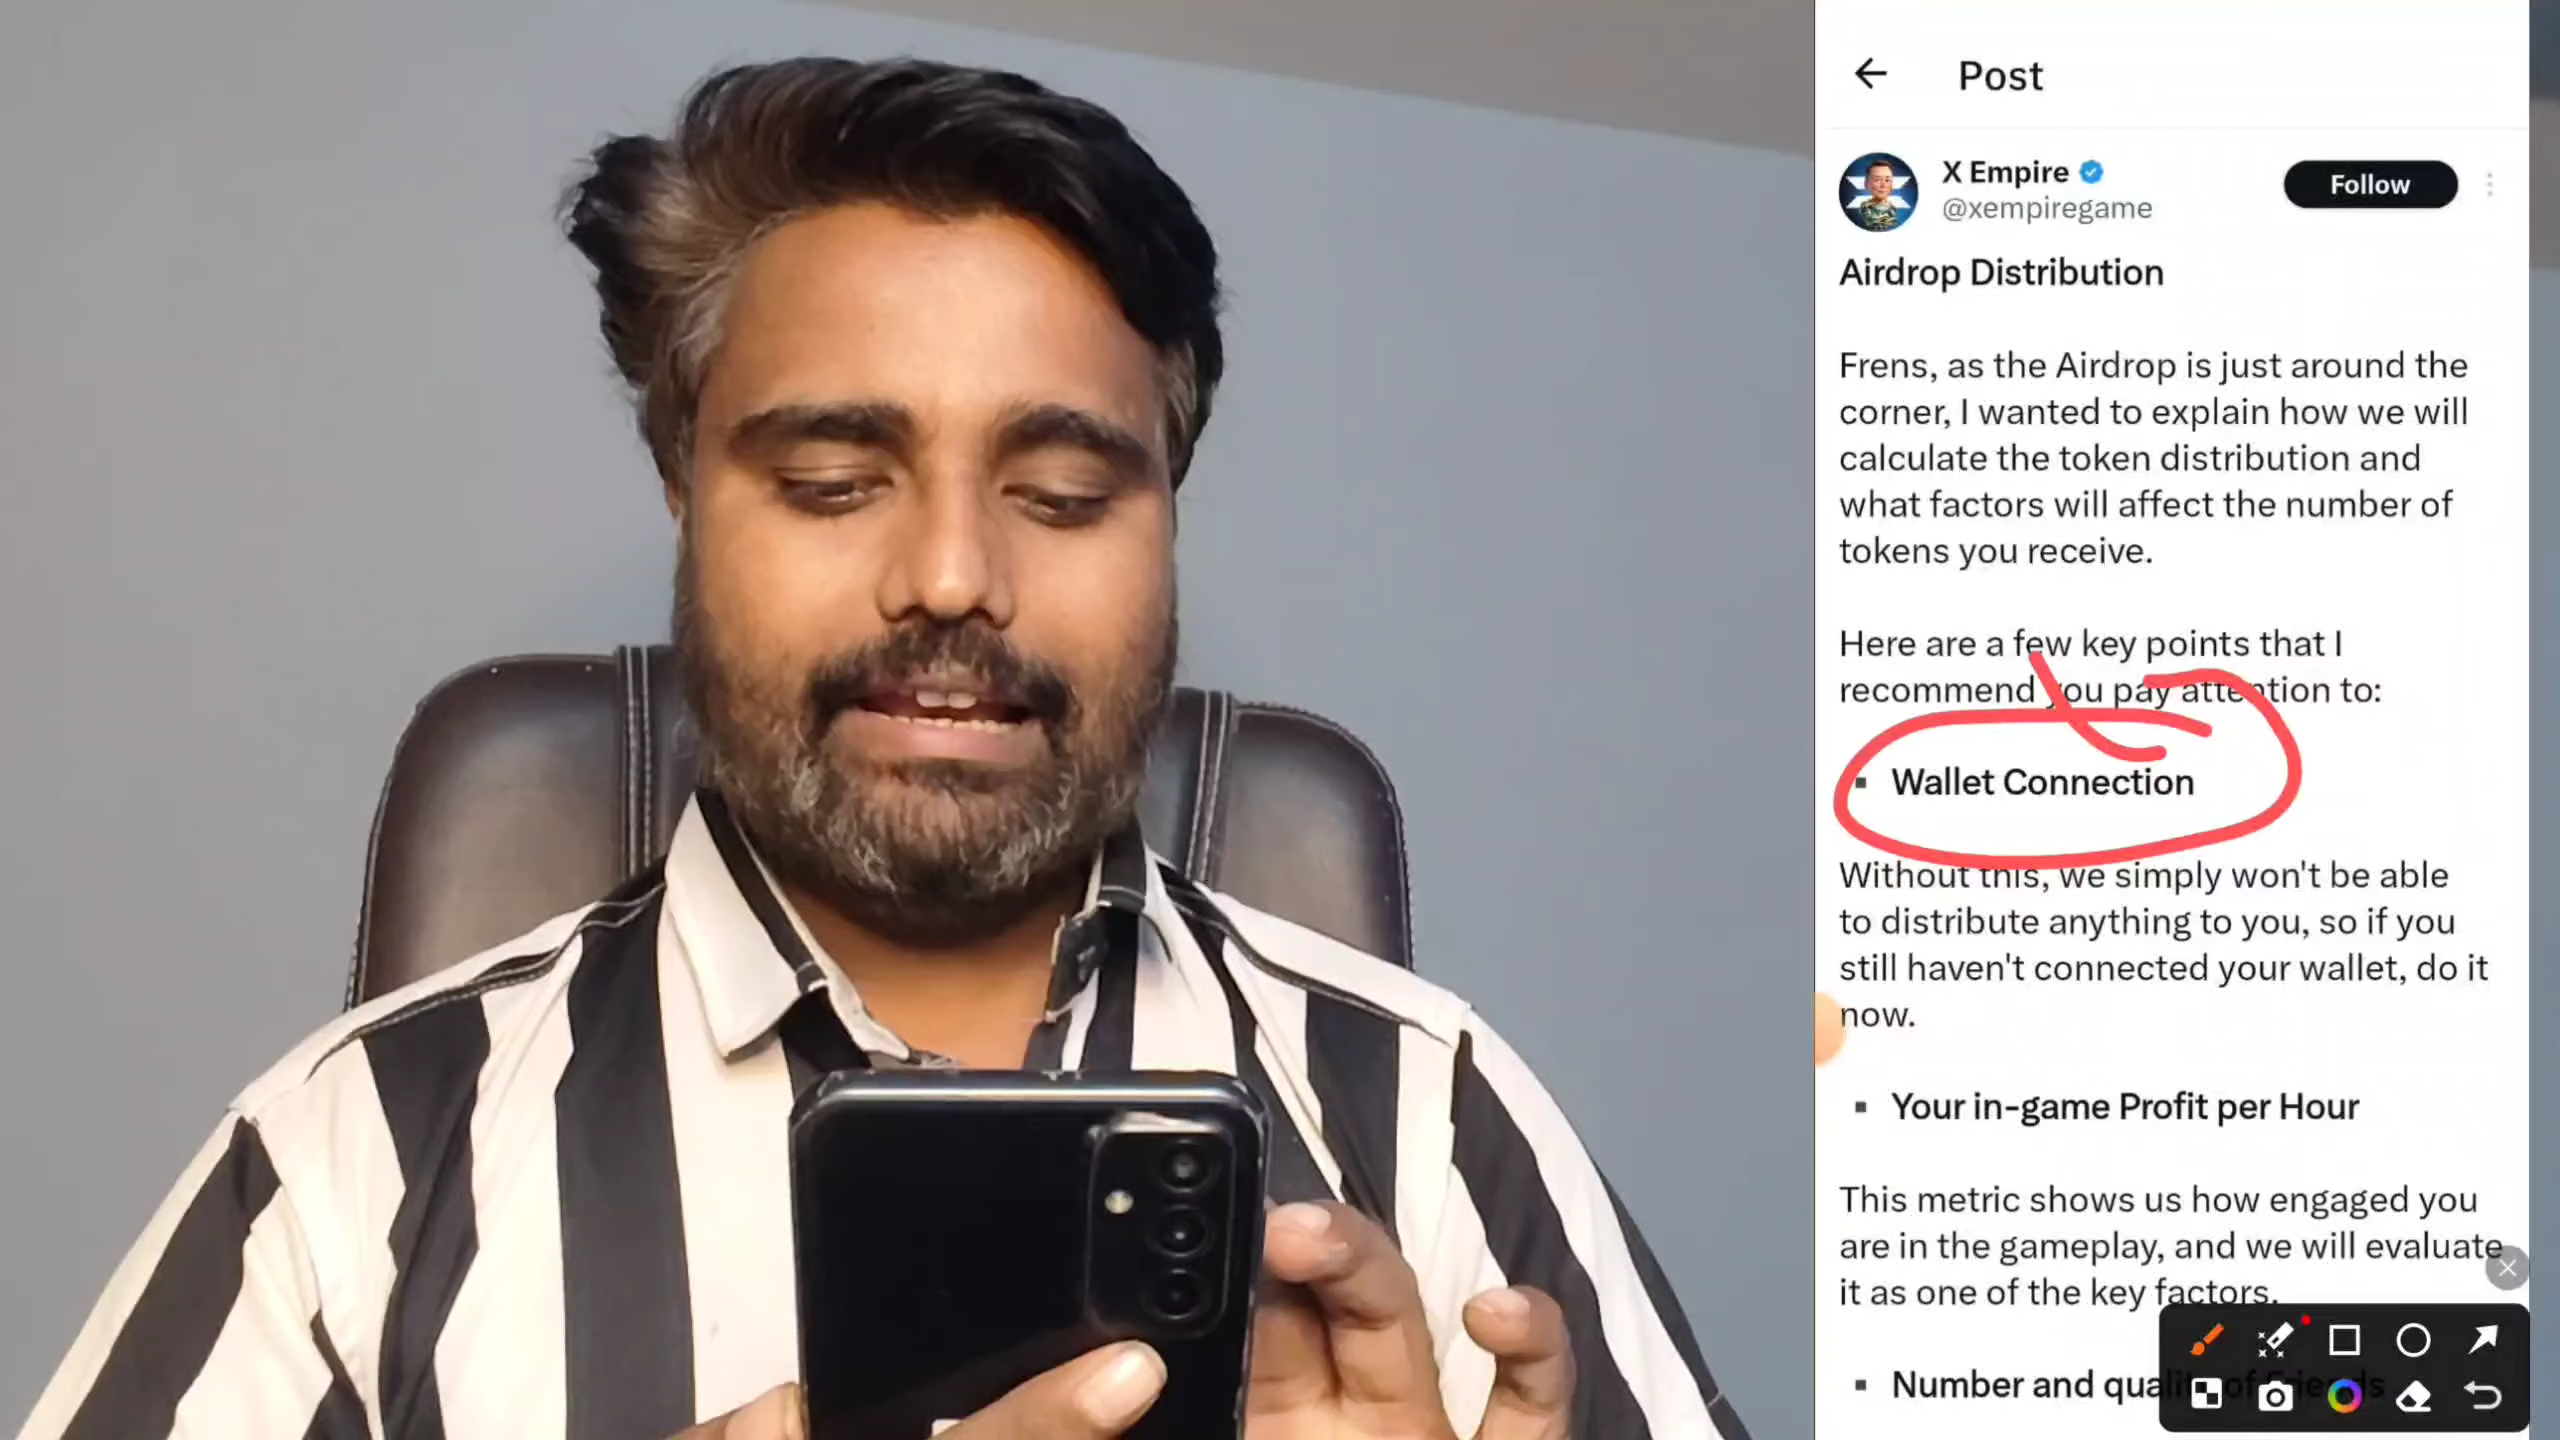 Post
X Empire
@xempiregame
Follow
Airdrop Distribution
Frens, as the Airdrop is just around the
corner, I wanted to explain how we will
calculate the token distribution and
what factors will affect the number of
tokens you receive.
Here are a few key points that I
recommend you pay attention to:
▪ Wallet Connection
Without this, we simply won't be able
to distribute anything to you, so if you
still haven't connected your wallet, do it
now.
▪ Your in-game Profit per Hour
This metric shows us how engaged you
are in the gameplay, and we will evaluate
it as one of the key factors.
▪ Number and quality of friends